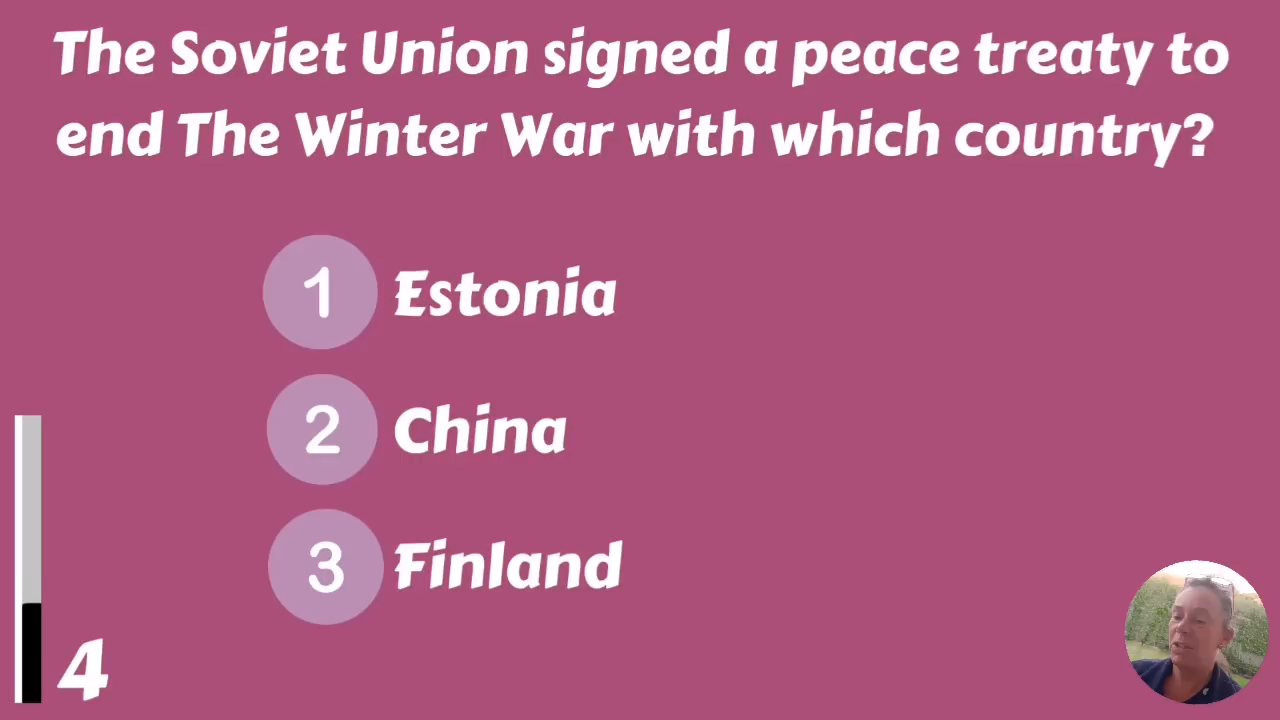 The Soviet Union signed a peace treaty to
end The Winter War with which country?
1 Estonia
2 China
3 Finland
4